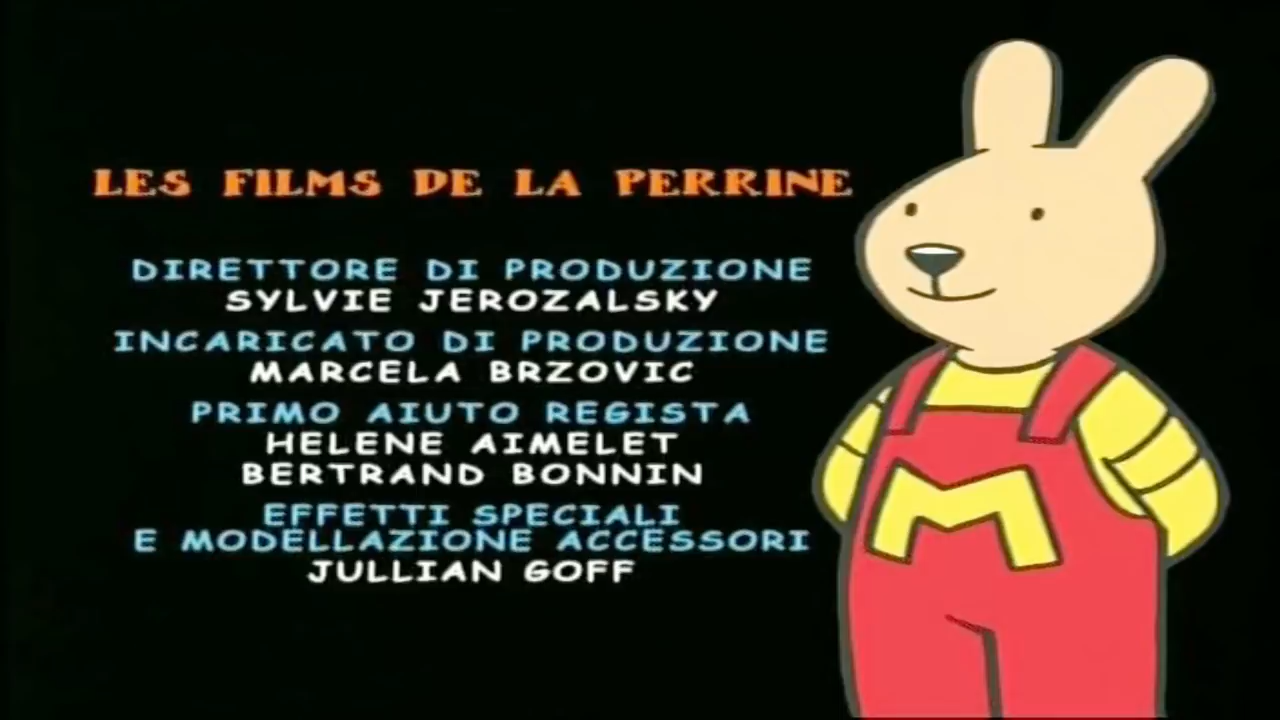 LES FILMS DE LA PERRINE
DIRETTORE DI PRODUZIONE
SYLVIE JEROZALSKY
INCARICATO DI PRODUZIONE
MARCELA BRZOVIC
PRIMO AIUTO REGISTA
HELENE AIMELET
BERTRAND BONNIN
EFFETTI SPECIALI
E MODELLAZIONE ACCESSORI
JULLIAN GOFF
M